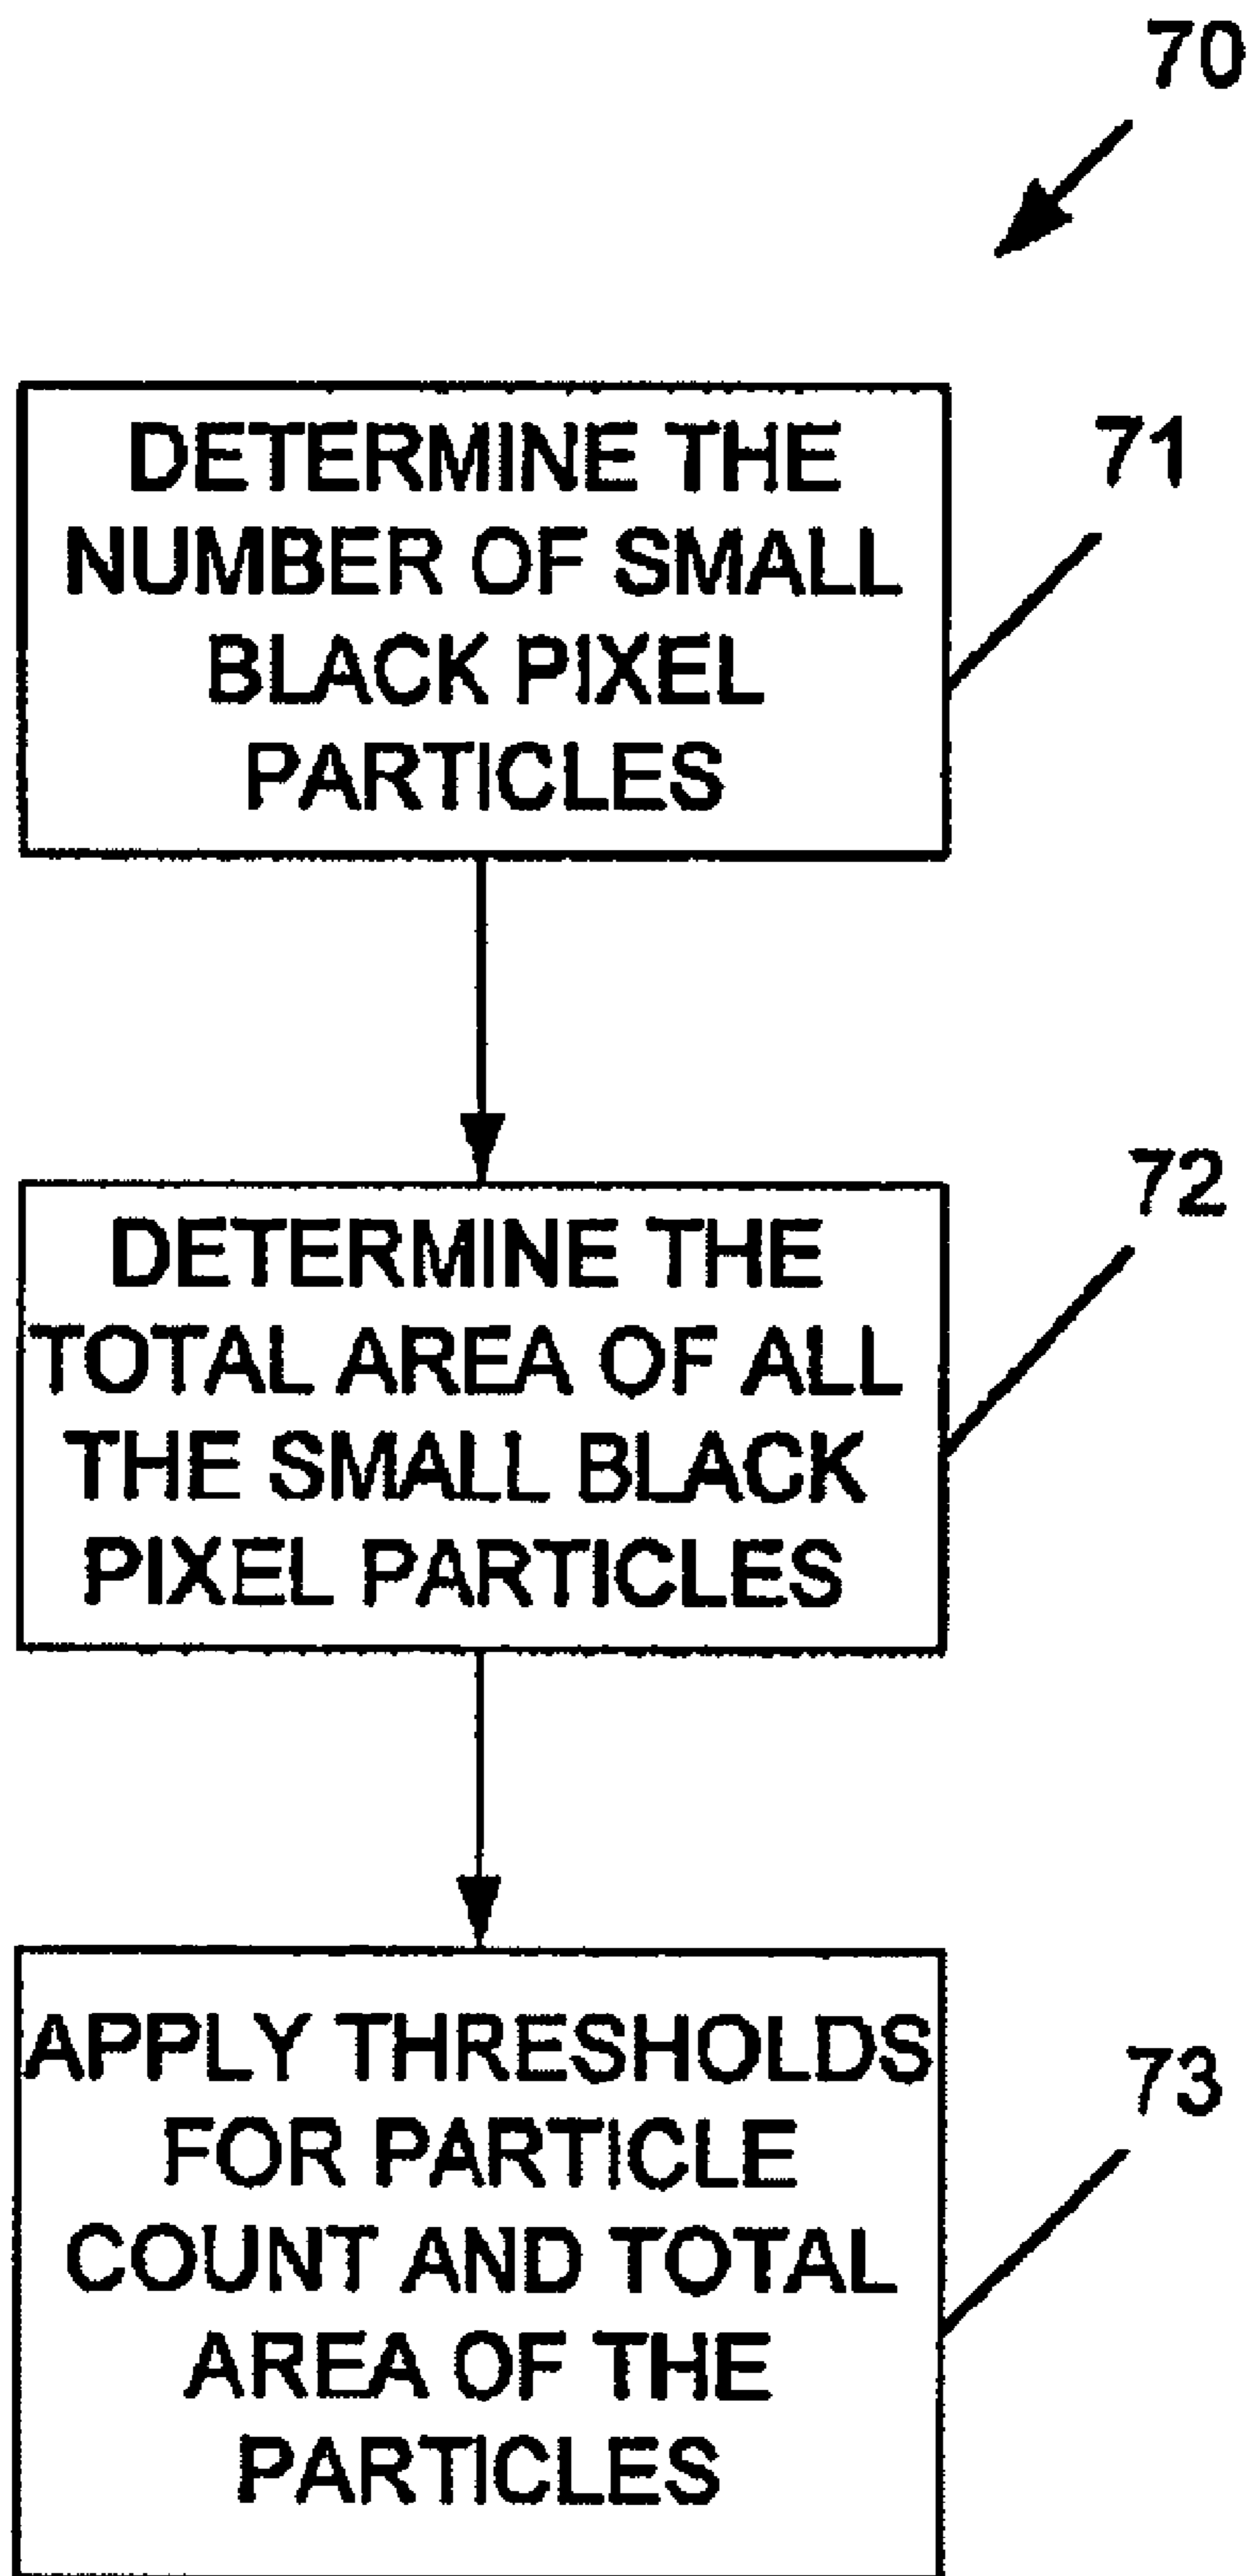 70
DETERMINE THE
NUMBER OF SMALL
BLACK PIXEL
PARTICLES
71
DETERMINE THE
TOTAL AREA OF ALL
THE SMALL BLACK
PIXEL PARTICLES
72
APPLY THRESHOLDS
FOR PARTICLE
COUNT AND TOTAL
AREA OF THE
PARTICLES
73